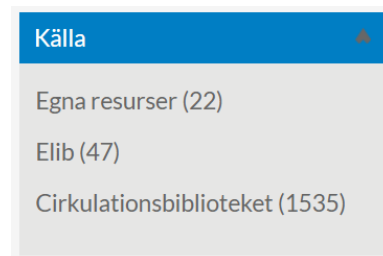 Källa
Egna resurser (22)
Elib (47)
Cirkulationsbiblioteket (1535)